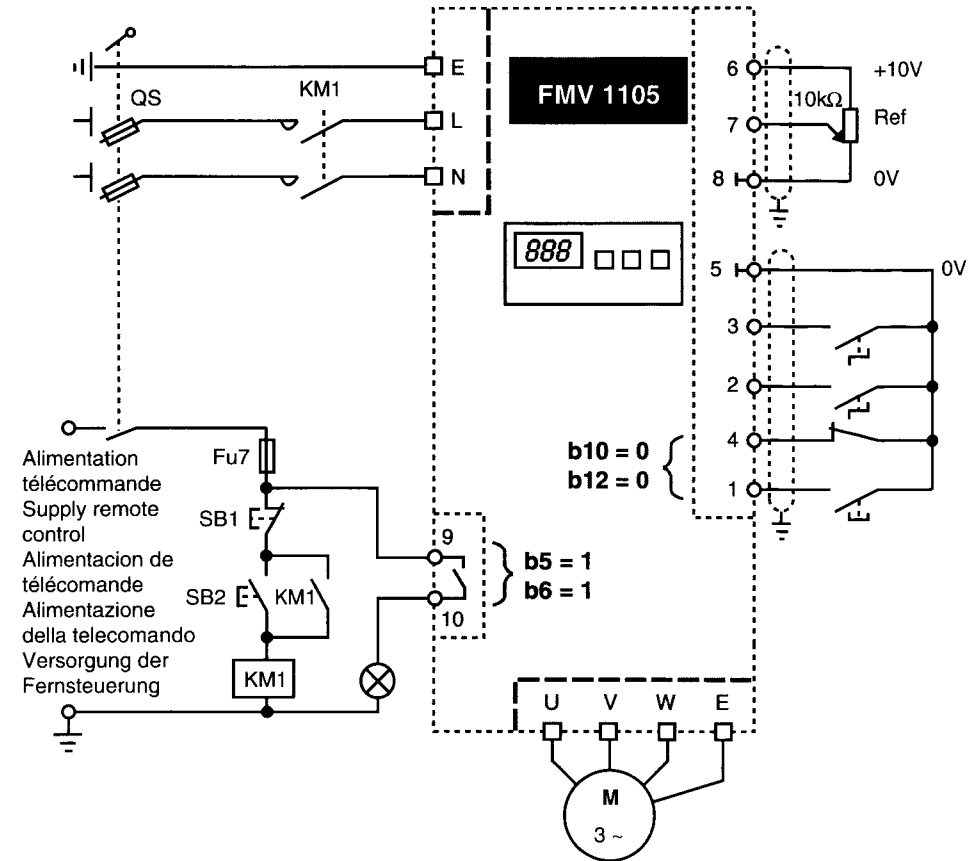 E
FMV 1105
6
+10V
QS
KM1
10kΩ
L
7
Ref
N
8
0V
888
5
0V
3
2
4
b10 = 0
b12 = 0
1
Alimentation
télécommande
Supply remote
control
Alimentacion de
télécomande
Alimentazione
della telecomando
Versorgung der
Fernsteuerung
Fu7
SB1
SB2
KM1
KM1
9
10
b5 = 1
b6 = 1
U V W E
M
3 ~